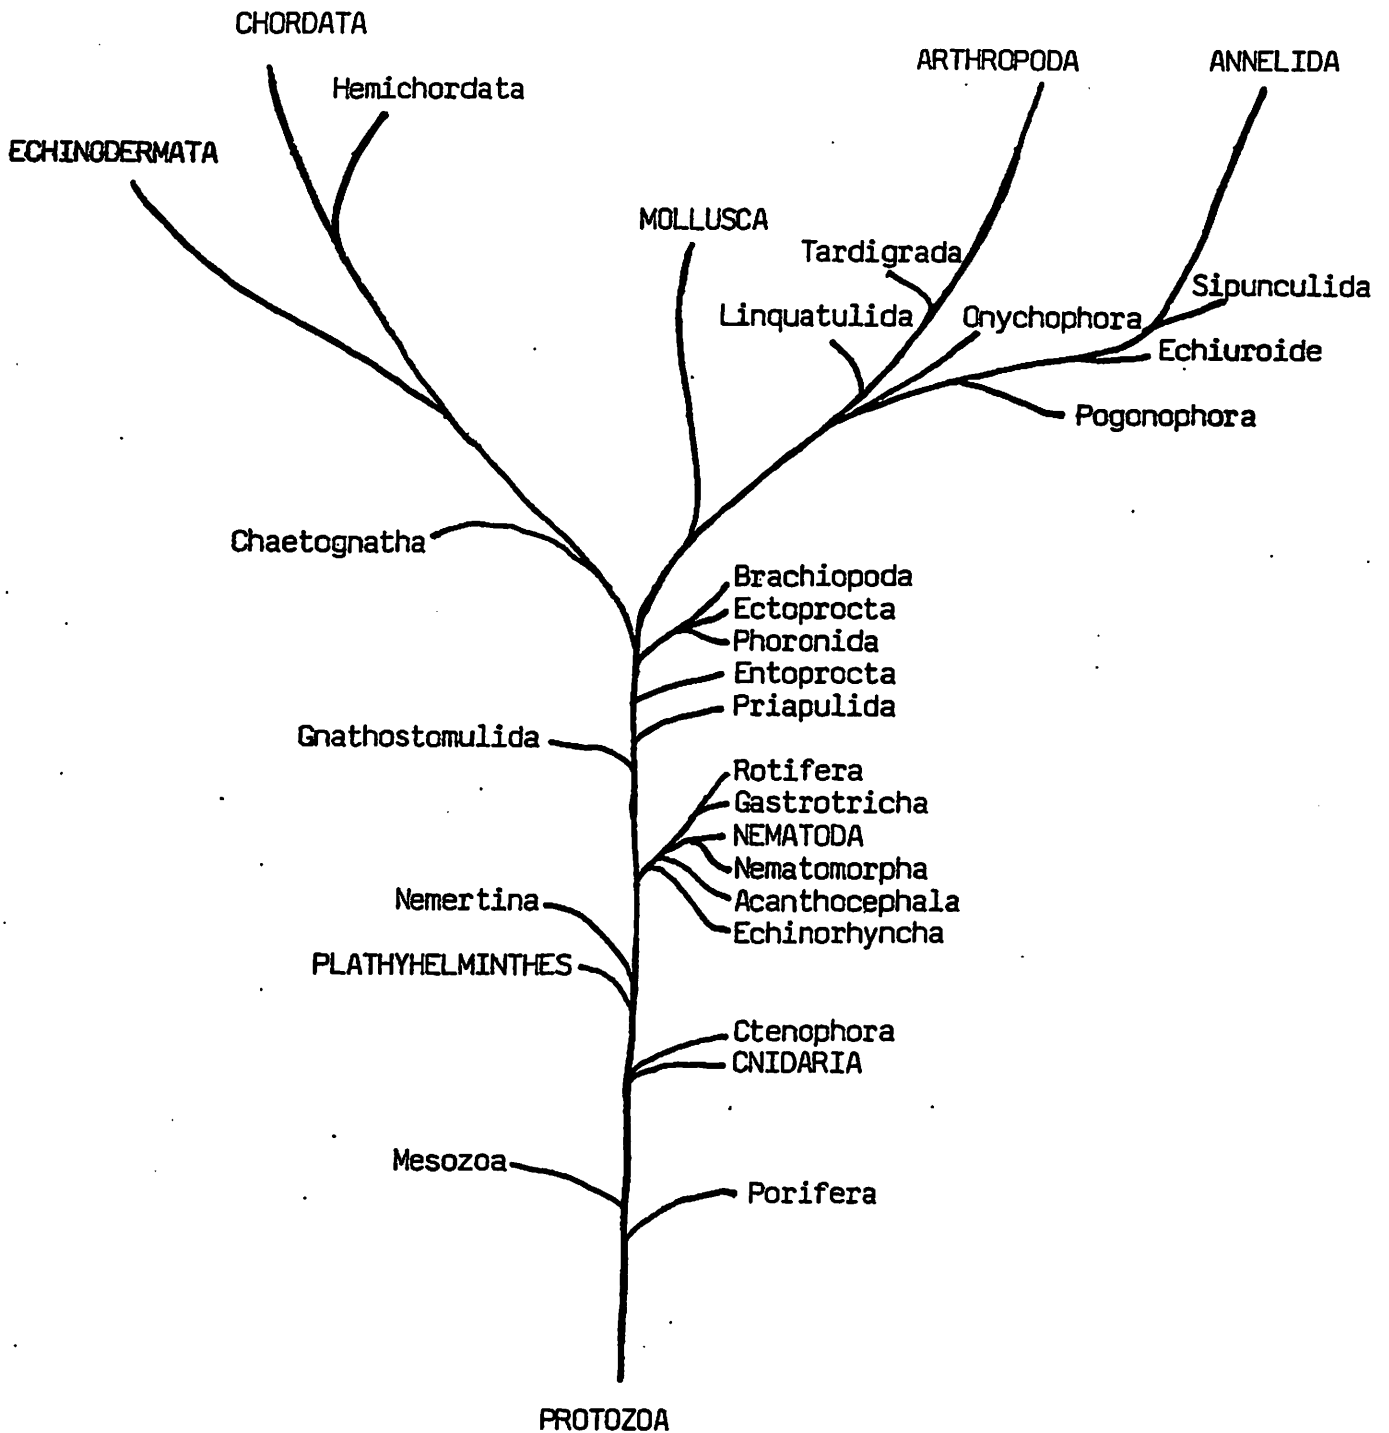 CHORDATA
Hemichordata
ECHINODERMATA
ARTHROPODA
ANNELIDA
MOLLUSCA
Tardigrada
Sipunculida
Linquatulida
Onychophora
Echiuroide
Pogonophora
Chaetognatha
Brachiopoda
Ectoprocta
Phoronida
Entoprocta
Priapulida
Gnathostomulida
Rotifera
Gastrotricha
NEMATODA
Nematomorpha
Nemertina
Acanthocephala
Echinorhyncha
PLATHYHELMINTHES
Ctenophora
CNIDARIA
Mesozoa
Porifera
PROTOZOA